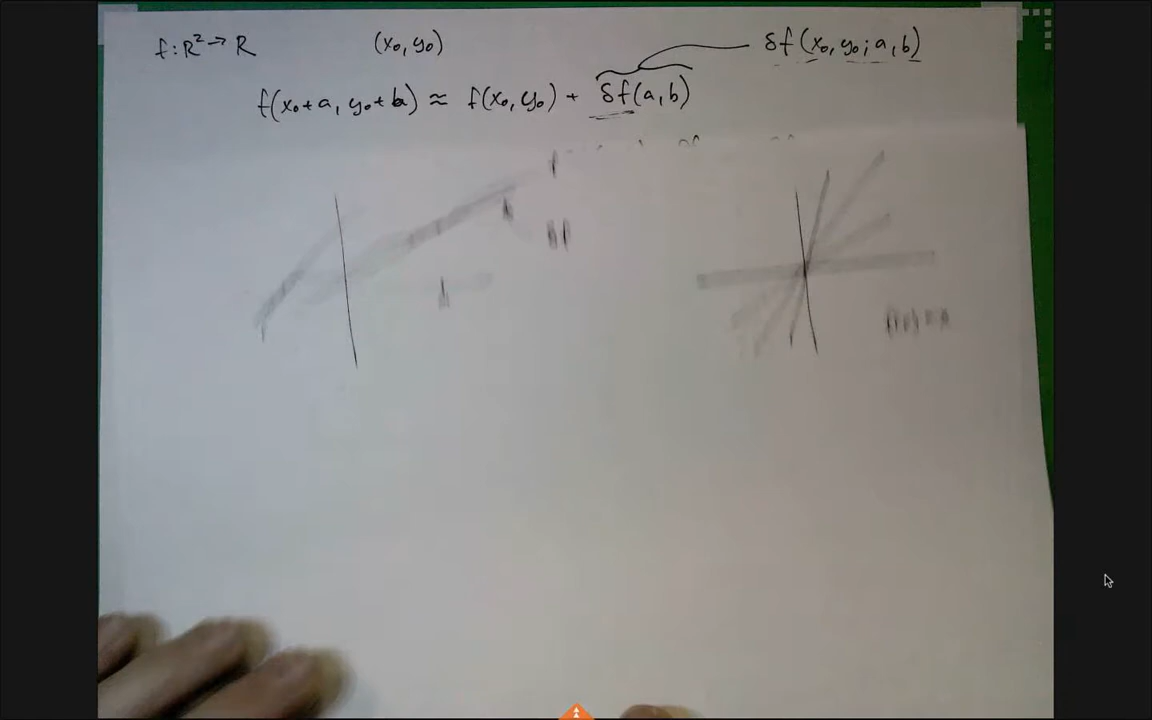 f: R² → R (x₀, y₀) δf(x₀, y₀; a, b)
f(x₀+a, y₀+b) ≈ f(x₀, y₀) + δf(a, b)